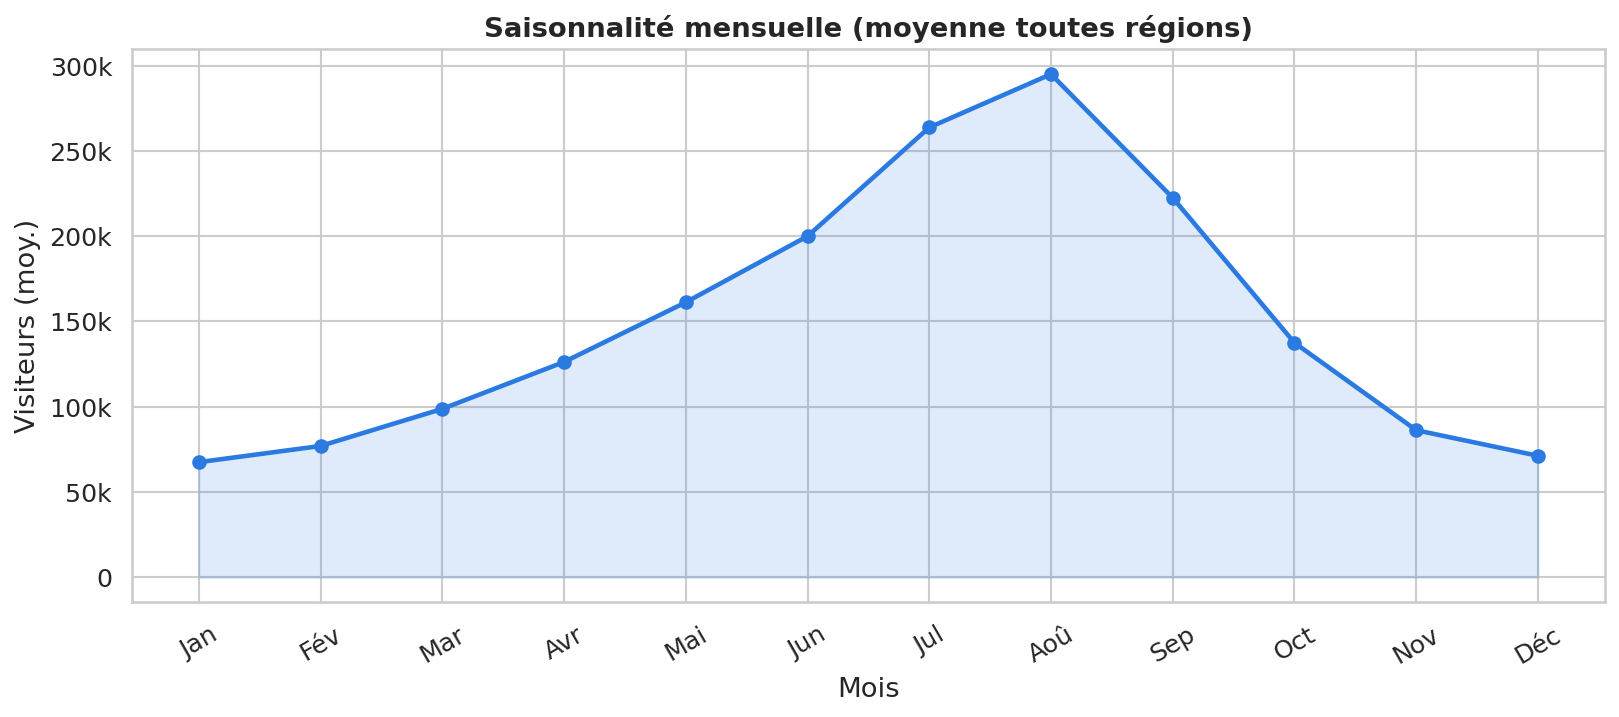 Saisonnalité mensuelle (moyenne toutes régions)
300k
250k
200k
150k
100k
50k
0
Visiteurs (moy.)
Jan Fév Mar Avr Mai Jun Jul Aoû Sep Oct Nov Déc
Mois